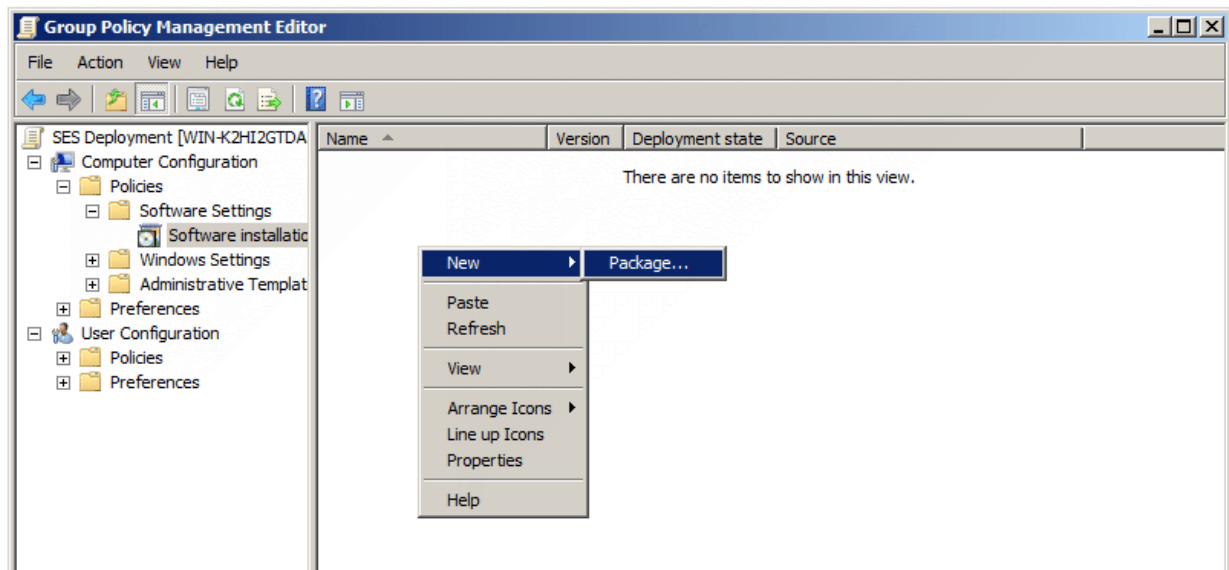 Group Policy Management Editor
File Action View Help
SES Deployment [WIN-K2HI2GTDA
Computer Configuration
Policies
Software Settings
Software installatic
Windows Settings
Administrative Templat
Preferences
User Configuration
Policies
Preferences
Name Version Deployment state Source
There are no items to show in this view.
New Package...
Paste
Refresh
View
Arrange Icons
Line up Icons
Properties
Help